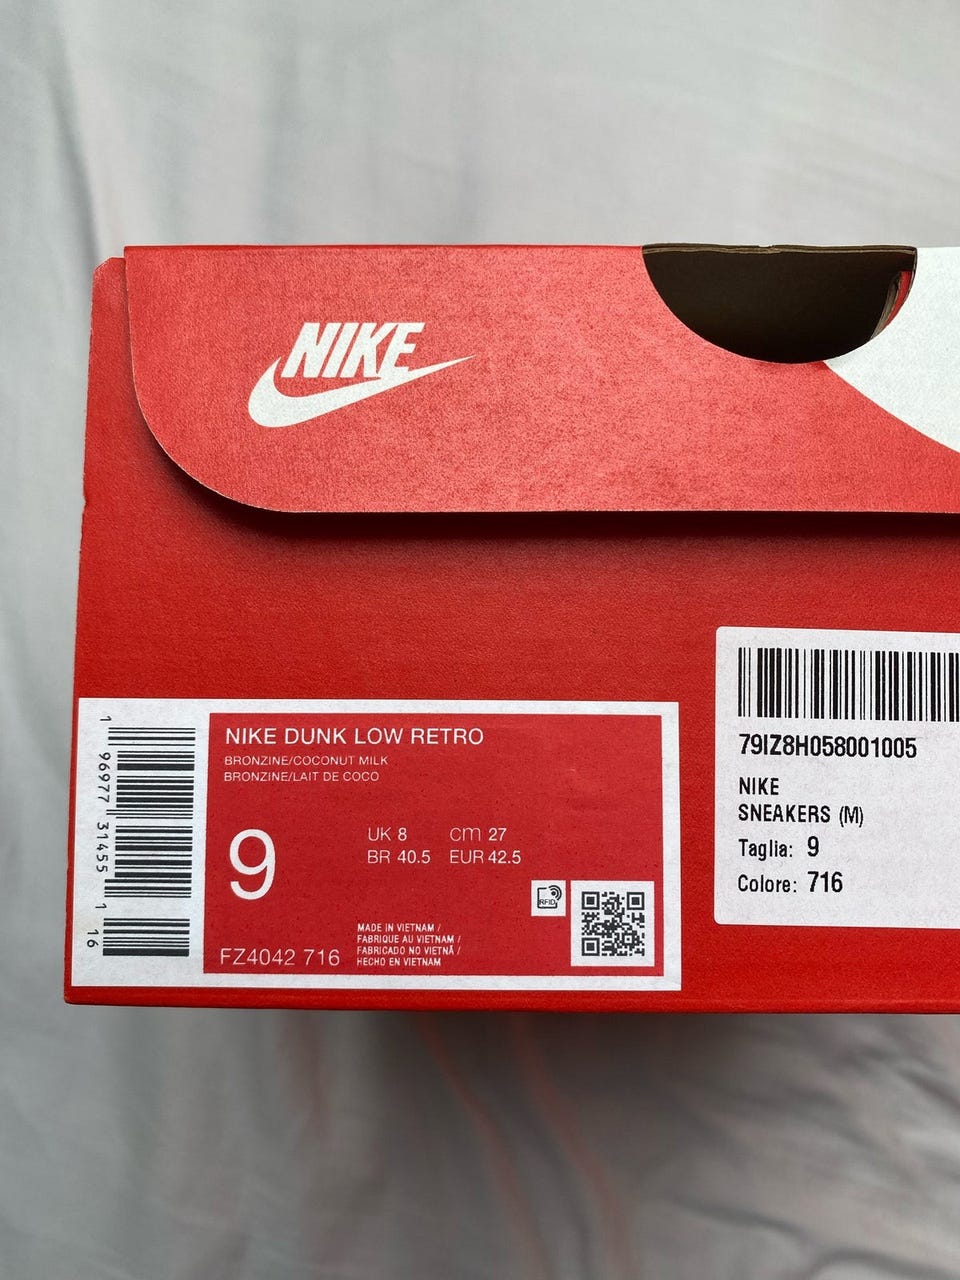 NIKE
79IZ8H058001005
NIKE
SNEAKERS (M)
Taglia: 9
Colore: 716
1 96977 31455 1 16
NIKE DUNK LOW RETRO
BRONZINE/COCONUT MILK
BRONZINE/LAIT DE COCO
9
UK 8 cm 27
BR 40.5 EUR 42.5
RFID
FZ4042 716
MADE IN VIETNAM /
FABRIQUE AU VIETNAM /
FABRICADO NO VIETNÃ /
HECHO EN VIETNAM